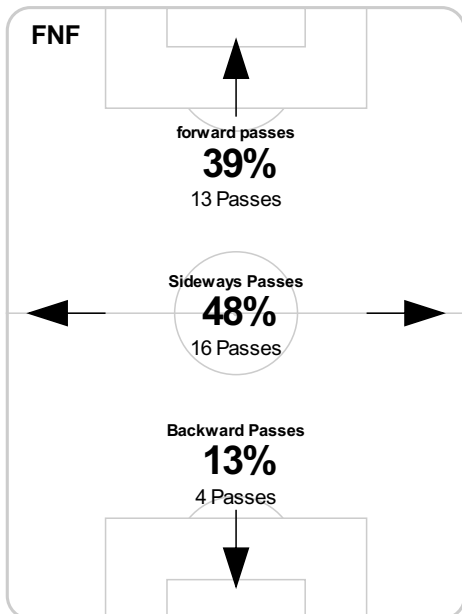 FNF
forward passes
39%
13 Passes
Sideways Passes
48%
16 Passes
Backward Passes
13%
4 Passes